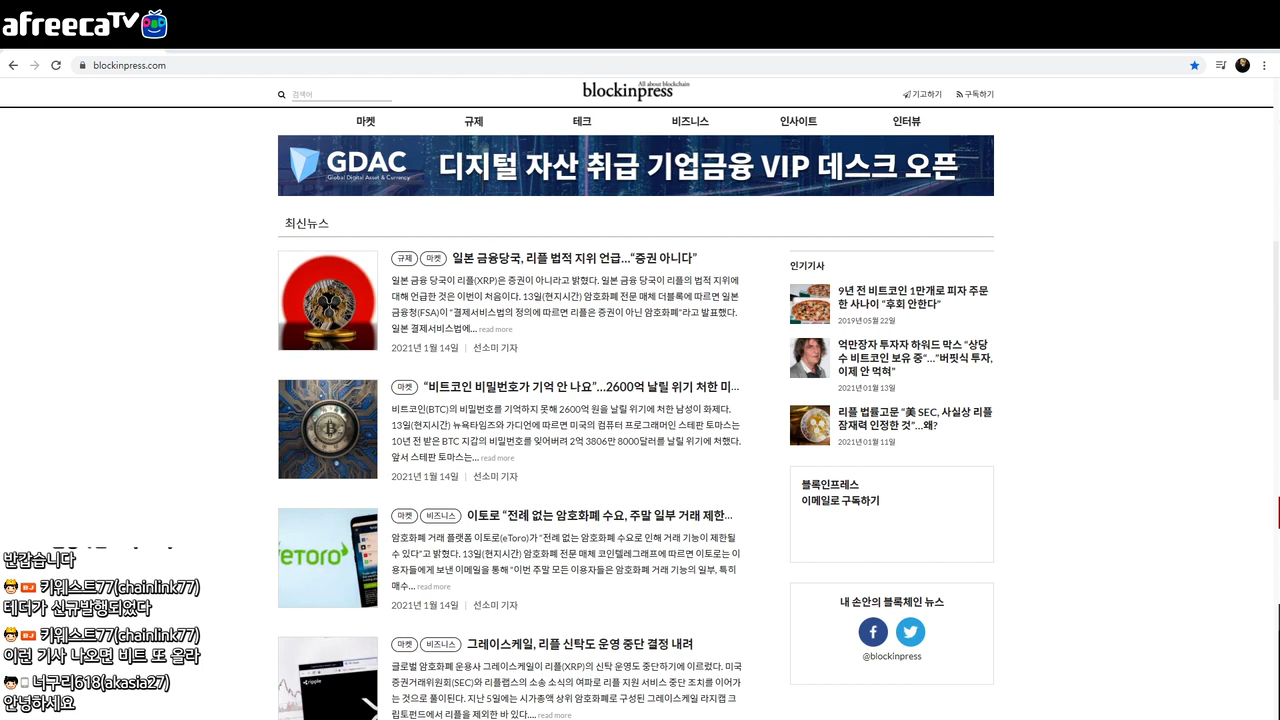 afreecaTV
blockinpress.com
검색어
All about blockchain
blockinpress
기고하기
구독하기
마켓 규제 테크 비즈니스 인사이트 인터뷰
GDAC
Global Digital Asset & Currency
디지털 자산 취급 기업금융 VIP 데스크 오픈
최신뉴스
규제 마켓 일본 금융당국, 리플 법적 지위 언급…“증권 아니다”
일본 금융 당국이 리플(XRP)은 증권이 아니라고 밝혔다. 일본 금융 당국이 리플의 법적 지위에
대해 언급한 것은 이번이 처음이다. 13일(현지시간) 암호화폐 전문 매체 더블록에 따르면 일본
금융청(FSA)이 “결제서비스법의 정의에 따르면 리플은 증권이 아닌 암호화폐”라고 발표했다.
일본 결제서비스법에... read more
2021년 1월 14일 | 선소미 기자
마켓 “비트코인 비밀번호가 기억 안 나요”…2600억 날릴 위기 처한 미...
비트코인(BTC)의 비밀번호를 기억하지 못해 2600억 원을 날릴 위기에 처한 남성이 화제다.
13일(현지시간) 뉴욕타임즈와 가디언에 따르면 미국의 컴퓨터 프로그래머인 스테판 토마스는
10년 전 받은 BTC 지갑의 비밀번호를 잊어버려 2억 3806만 8000달러를 날릴 위기에 처했다.
앞서 스테판 토마스는... read more
2021년 1월 14일 | 선소미 기자
eTORO
마켓 비즈니스 이토로 “전례 없는 암호화폐 수요, 주말 일부 거래 제한...
암호화폐 거래 플랫폼 이토로(eToro)가 “전례 없는 암호화폐 수요로 인해 거래 기능이 제한될
수 있다”고 밝혔다. 13일(현지시간) 암호화폐 전문 매체 코인텔레그래프에 따르면 이토로는 이
용자들에게 보낸 이메일을 통해 “이번 주말 모든 이용자들은 암호화폐 거래 기능의 일부, 특히
매수... read more
2021년 1월 14일 | 선소미 기자
ripple
마켓 비즈니스 그레이스케일, 리플 신탁도 운영 중단 결정 내려
글로벌 암호화폐 운용사 그레이스케일이 리플(XRP)의 신탁 운영도 중단하기에 이르렀다. 미국
증권거래위원회(SEC)와 리플랩스의 소송 소식의 여파로 리플 지원 서비스 중단 조치를 이어가
는 것으로 풀이된다. 지난 5일에는 시가총액 상위 암호화폐로 구성된 그레이스케일 라지캡 크
립토펀드에서 리플을 제외한 바 있다.... read more
인기기사
9년 전 비트코인 1만개로 피자 주문
한 사나이 “후회 안한다”
2019년 05월 22일
억만장자 투자자 하워드 막스 “상당
수 비트코인 보유 중“…”버핏식 투자,
이제 안 먹혀”
2021년 01월 13일
리플 법률고문 “美 SEC, 사실상 리플
잠재력 인정한 것”…왜?
2021년 01월 11일
블록인프레스
이메일로 구독하기
내 손안의 블록체인 뉴스
@blockinpress
반갑습니다
BJ 키웨스트77(chainlink77)
테더가 신규발행되었다
BJ 키웨스트77(chainlink77)
이런 기사 나오면 비트 또 올라
너구리618(akasia27)
안녕하세요